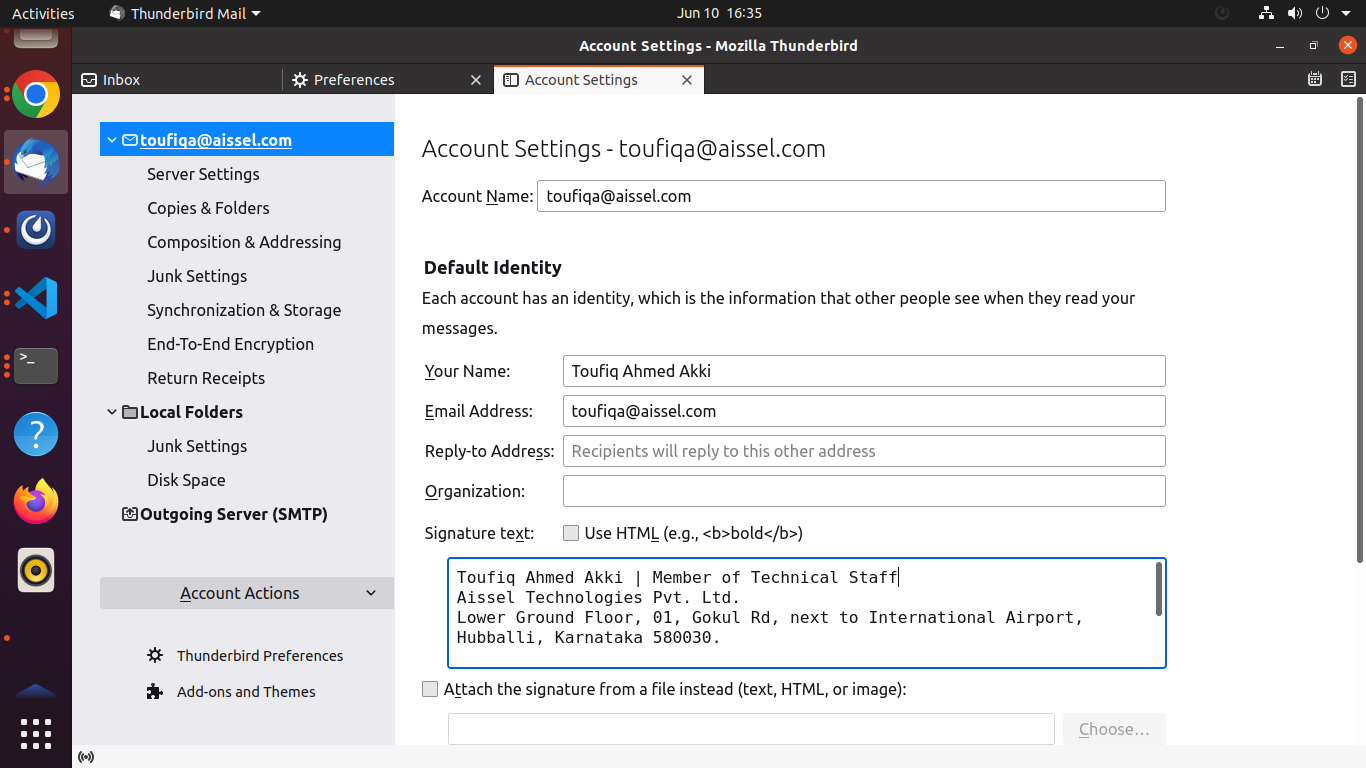 Activities
Thunderbird Mail
Jun 10 16:35
Account Settings - Mozilla Thunderbird
Inbox
Preferences
Account Settings
toufiqa@aissel.com
Server Settings
Copies & Folders
Composition & Addressing
Junk Settings
Synchronization & Storage
End-To-End Encryption
Return Receipts
Local Folders
Junk Settings
Disk Space
Outgoing Server (SMTP)
Account Actions
Thunderbird Preferences
Add-ons and Themes
Account Settings - toufiqa@aissel.com
Account Name: toufiqa@aissel.com
Default Identity
Each account has an identity, which is the information that other people see when they read your
messages.
Your Name: Toufiq Ahmed Akki
Email Address: toufiqa@aissel.com
Reply-to Address: Recipients will reply to this other address
Organization:
Signature text: Use HTML (e.g., <b>bold</b>)
Toufiq Ahmed Akki | Member of Technical Staff
Aissel Technologies Pvt. Ltd.
Lower Ground Floor, 01, Gokul Rd, next to International Airport,
Hubballi, Karnataka 580030.
Attach the signature from a file instead (text, HTML, or image):
Choose…